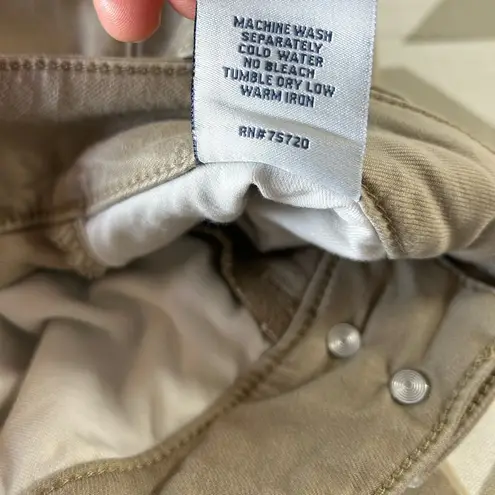 MACHINE WASH
SEPARATELY
COLD WATER
NO BLEACH
TUMBLE DRY LOW
WARM IRON
RN#75720